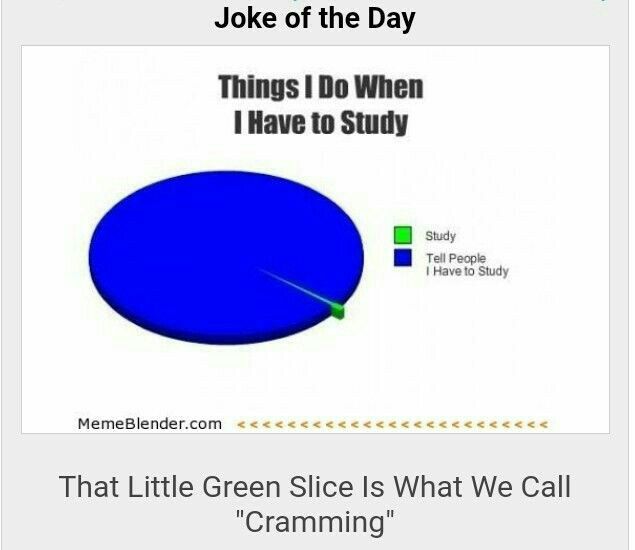 Joke of the Day
Things I Do When
I Have to Study
Study
Tell People
I Have to Study
MemeBlender.com < < < < < < < < < < < < < < < < < < < < < < < < <
That Little Green Slice Is What We Call
"Cramming"